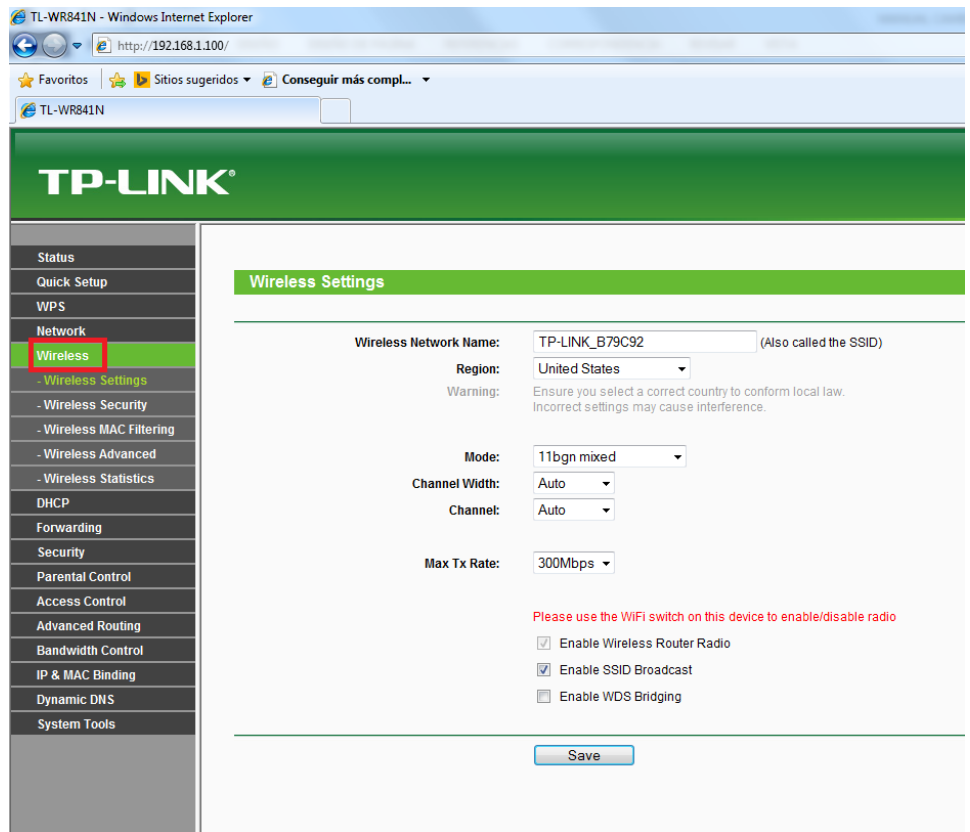 TL-WR841N - Windows Internet Explorer
http://192.168.1.100/
Favoritos Sitios sugeridos Conseguir más compl...
TL-WR841N
TP-LINK®
Status
Quick Setup
WPS
Network
Wireless
- Wireless Settings
- Wireless Security
- Wireless MAC Filtering
- Wireless Advanced
- Wireless Statistics
DHCP
Forwarding
Security
Parental Control
Access Control
Advanced Routing
Bandwidth Control
IP & MAC Binding
Dynamic DNS
System Tools
Wireless Settings
Wireless Network Name: TP-LINK_B79C92 (Also called the SSID)
Region: United States
Warning: Ensure you select a correct country to conform local law.
Incorrect settings may cause interference.
Mode: 11bgn mixed
Channel Width: Auto
Channel: Auto
Max Tx Rate: 300Mbps
Please use the WiFi switch on this device to enable/disable radio
Enable Wireless Router Radio
Enable SSID Broadcast
Enable WDS Bridging
Save